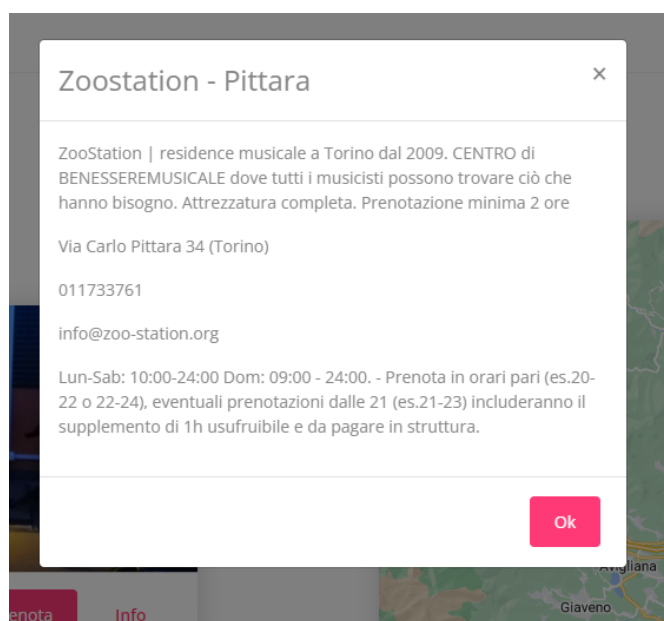 Zoostation - Pittara
×
ZooStation | residence musicale a Torino dal 2009. CENTRO di
BENESSEREMUSICALE dove tutti i musicisti possono trovare ciò che
hanno bisogno. Attrezzatura completa. Prenotazione minima 2 ore
Via Carlo Pittara 34 (Torino)
011733761
info@zoo-station.org
Lun-Sab: 10:00-24:00 Dom: 09:00 - 24:00. - Prenota in orari pari (es.20-
22 o 22-24), eventuali prenotazioni dalle 21 (es.21-23) includeranno il
supplemento di 1h usufruibile e da pagare in struttura.
Ok
Avigliana
enota
Info
Giaveno